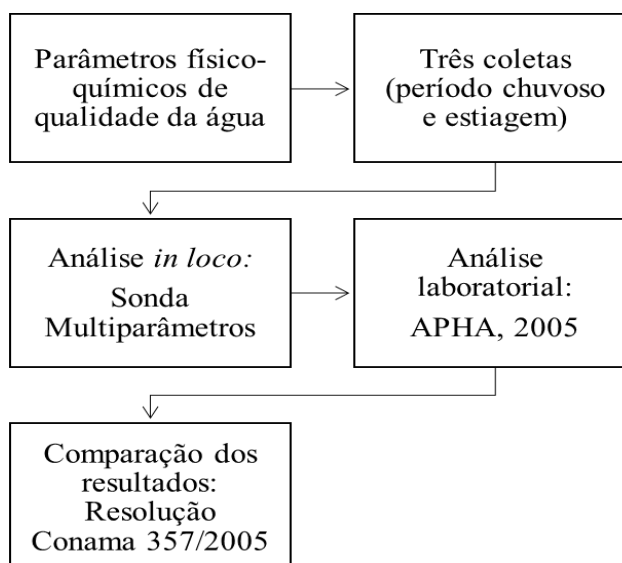 Parâmetros físico-
químicos de
qualidade da água
Três coletas
(período chuvoso
e estiagem)
Análise in loco:
Sonda
Multiparâmetros
Análise
laboratorial:
APHA, 2005
Comparação dos
resultados:
Resolução
Conama 357/2005